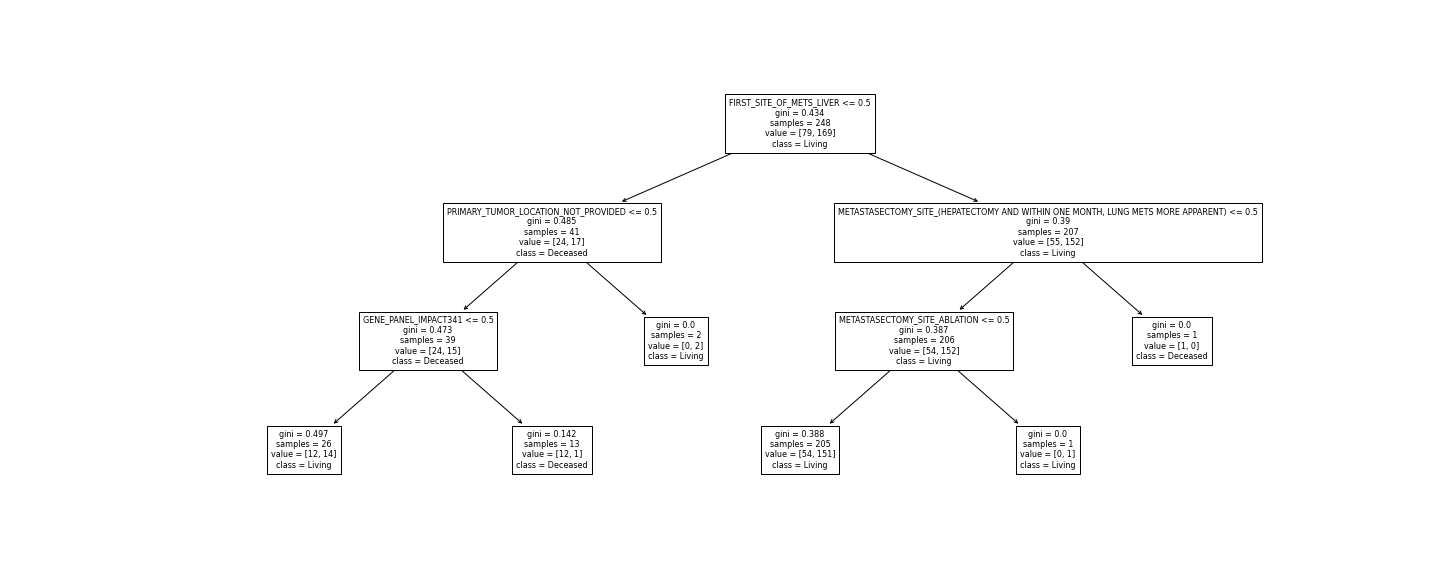 FIRST_SITE_OF_METS_LIVER <= 0.5
gini = 0.434
samples = 248
value = [79, 169]
class = Living
PRIMARY_TUMOR_LOCATION_NOT_PROVIDED <= 0.5
gini = 0.485
samples = 41
value = [24, 17]
class = Deceased
METASTASECTOMY_SITE_(HEPATECTOMY AND WITHIN ONE MONTH, LUNG METS MORE APPARENT) <= 0.5
gini = 0.39
samples = 207
value = [55, 152]
class = Living
GENE_PANEL_IMPACT341 <= 0.5
gini = 0.473
samples = 39
value = [24, 15]
class = Deceased
gini = 0.0
samples = 2
value = [0, 2]
class = Living
METASTASECTOMY_SITE_ABLATION <= 0.5
gini = 0.387
samples = 206
value = [54, 152]
class = Living
gini = 0.0
samples = 1
value = [1, 0]
class = Deceased
gini = 0.497
samples = 26
value = [12, 14]
class = Living
gini = 0.142
samples = 13
value = [12, 1]
class = Deceased
gini = 0.388
samples = 205
value = [54, 151]
class = Living
gini = 0.0
samples = 1
value = [0, 1]
class = Living